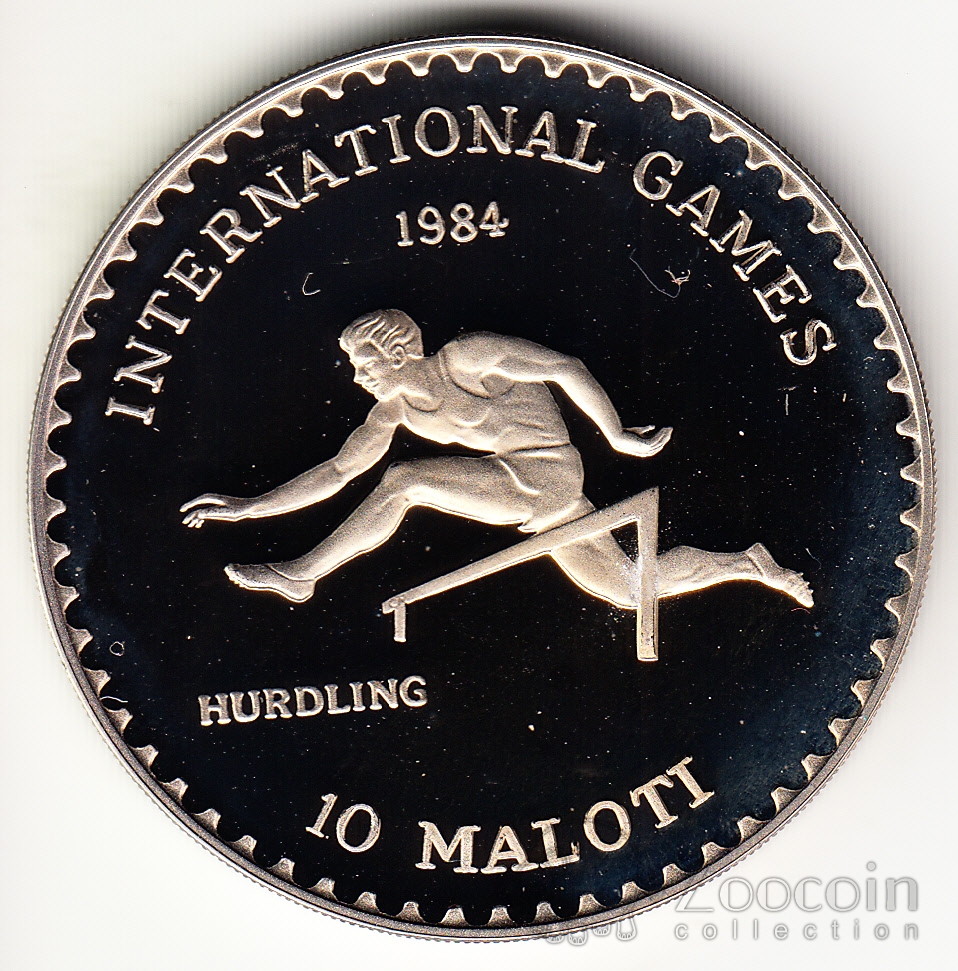 INTERNATIONAL GAMES
1984
HURDLING
10 MALOTI
zoocoin
collection